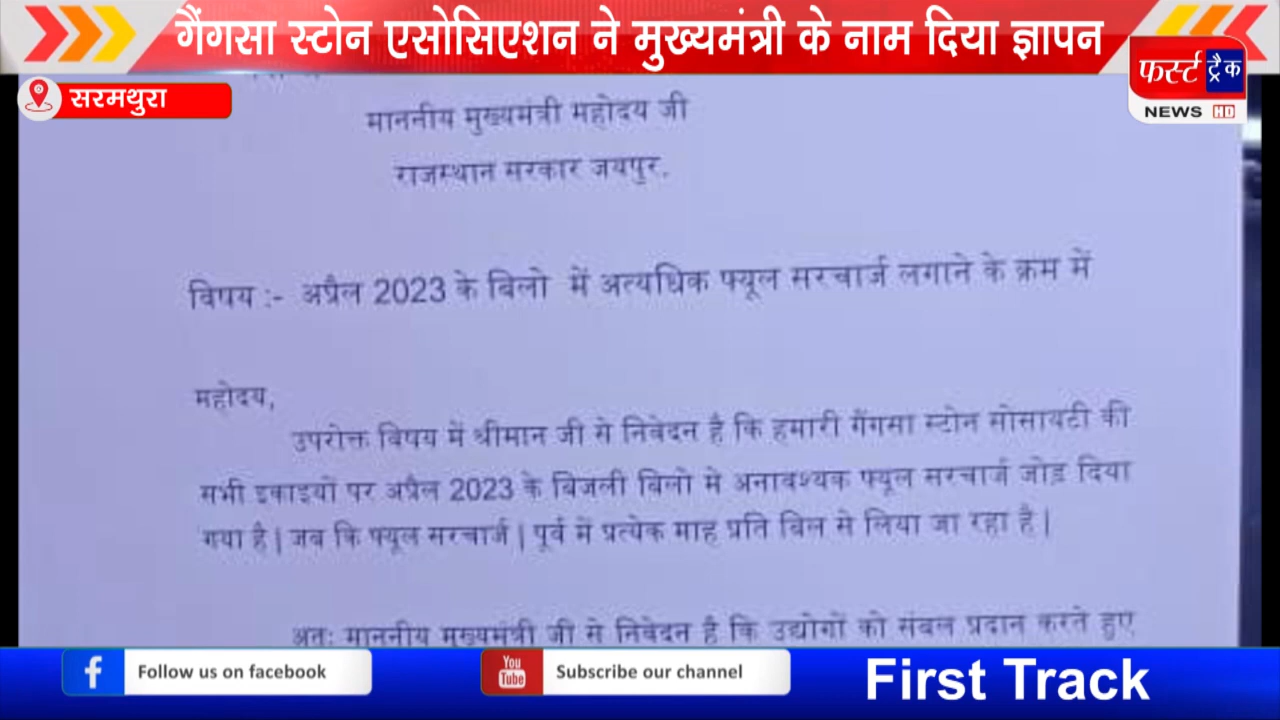 गैंगसा स्टोन एसोसिएशन ने मुख्यमंत्री के नाम दिया ज्ञापन
फर्स्ट ट्रैक
NEWS HD
सरमथुरा
माननीय मुख्यमंत्री महोदय जी
राजस्थान सरकार जयपुर.
विषय :- अप्रैल 2023 के बिलो में अत्यधिक फ्यूल सरचार्ज लगाने के क्रम में
महोदय,
उपरोक्त विषय में श्रीमान जी से निवेदन है कि हमारी गैंगसा स्टोन सोसायटी की
सभी इकाइयों पर अप्रैल 2023 के बिजली बिलो मे अनावश्यक फ्यूल सरचार्ज जोड़ दिया
गया है | जब कि फ्यूल सरचार्ज | पूर्व में प्रत्येक माह प्रति बिल से लिया जा रहा है |
अतः माननीय मुख्यमंत्री जी से निवेदन है कि उद्योगों को संबल प्रदान करते हुए
f Follow us on facebook
You Tube Subscribe our channel
First Track